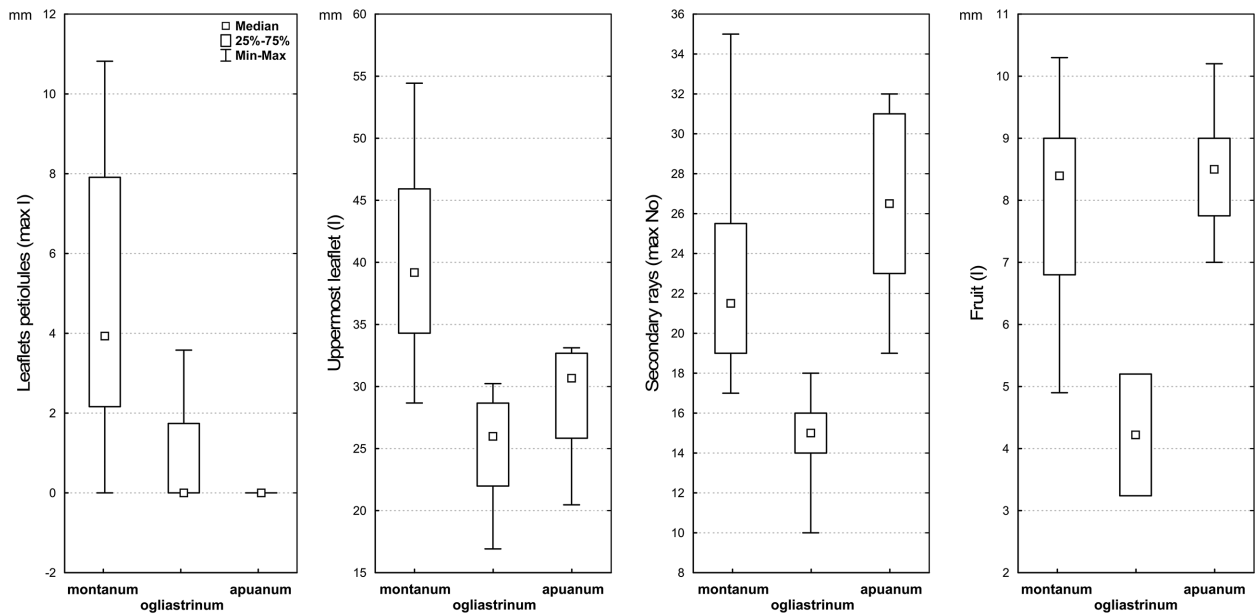 mm
12
10
8
6
4
2
0
-2
Leaflets petiolules (max l)
Median
25%-75%
Min-Max
montanum
ogliastrinum
apuanum
mm
60
55
50
45
40
35
30
25
20
15
Uppermost leaflet (l)
montanum
ogliastrinum
apuanum
36
34
32
30
28
26
24
22
20
18
16
14
12
10
8
Secondary rays (max No)
montanum
ogliastrinum
apuanum
mm
11
10
9
8
7
6
5
4
3
2
Fruit (l)
montanum
ogliastrinum
apuanum